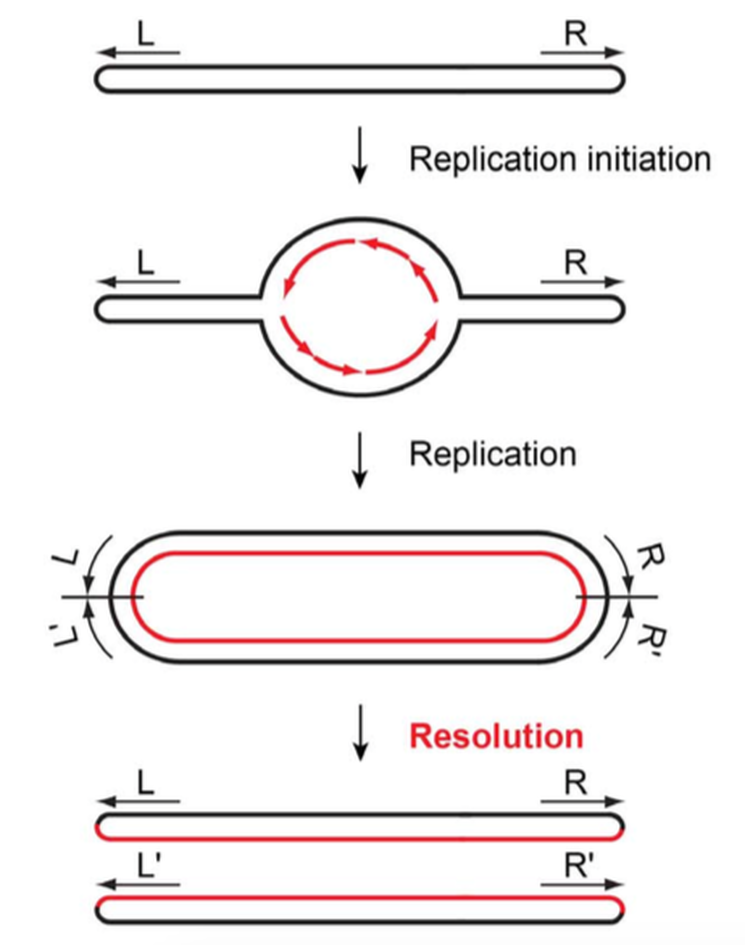 L R
Replication initiation
L R
Replication
L R
L' R'
Resolution
L R
L' R'